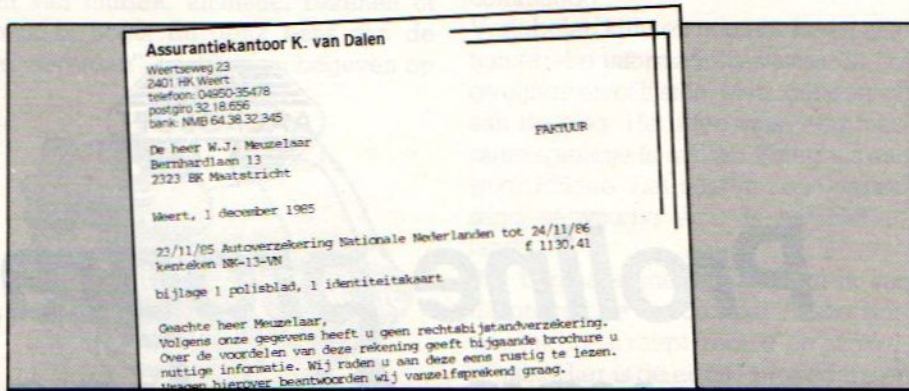 Assurantiekantoor K. van Dalen
Weertseweg 23
2401 HK Weert
telefoon: 04950-35478
postgiro 32.18.656
bank: NMB 64.38.32.345
FAKTUUR
De heer W.J. Meuzelaar
Bernhardlaan 13
2323 BK Maatstricht
Weert, 1 december 1985
23/11/85 Autoverzekering Nationale Nederlanden tot 24/11/86
kenteken NK-13-VN f 1130,41
bijlage 1 polisblad, 1 identiteitskaart
Geachte heer Meuzelaar,
Volgens onze gegevens heeft u geen rechtsbijstandverzekering.
Over de voordelen van deze rekening geeft bijgaande brochure u
nuttige informatie. Wij raden u aan deze eens rustig te lezen.
Vragen hierover beantwoorden wij vanzelfsprekend graag.